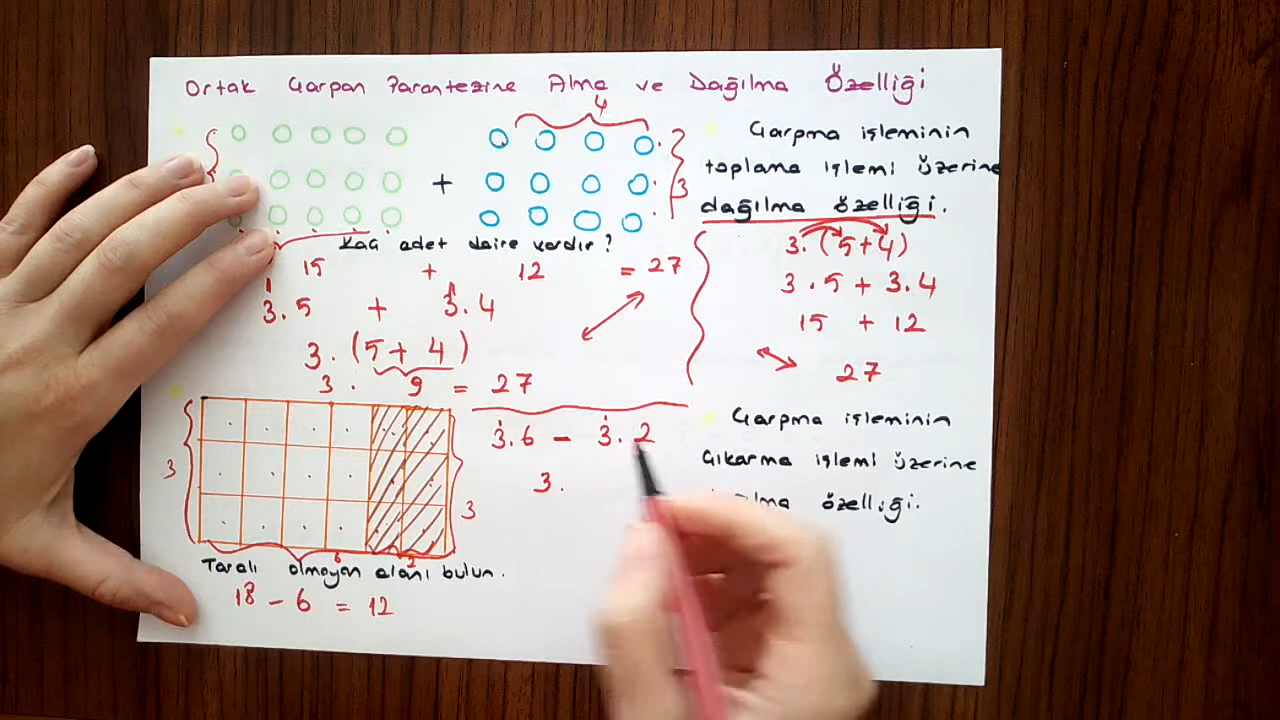 Ortak Çarpan Parantezine Alma ve Dağılma Özelliği
4
+
3
Kaç adet daire vardır?
15 + 12 = 27
3.5 + 3.4
3.(5+4)
3. 9 = 27
Çarpma işleminin
toplama işlemi üzerine
dağılma özelliği.
3.(5+4)
3.5 + 3.4
15 + 12
27
3
3
6
2
Taralı olmayan alanı bulun.
18 - 6 = 12
3.6 - 3.2
3.
Çarpma işleminin
Çıkarma işlemi üzerine
özelliği.